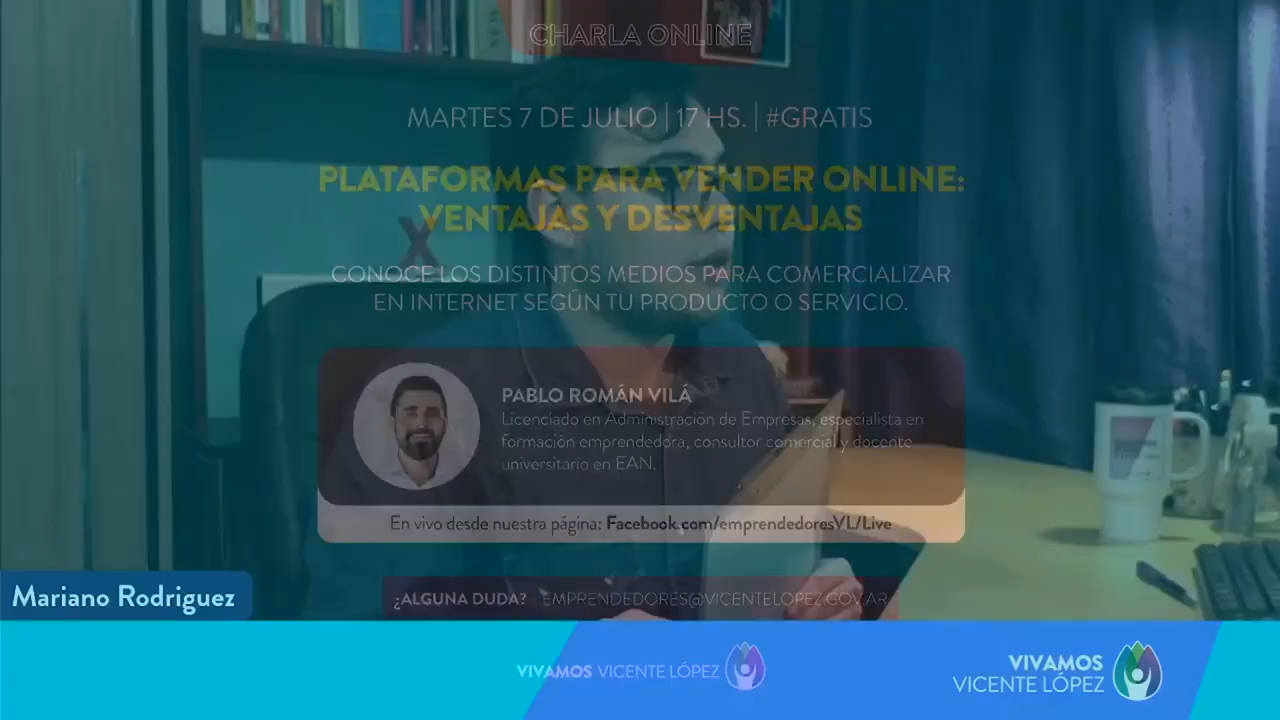 CHARLA ONLINE
MARTES 7 DE JULIO | 17 HS. | #GRATIS
PLATAFORMAS PARA VENDER ONLINE:
VENTAJAS Y DESVENTAJAS
CONOCE LOS DISTINTOS MEDIOS PARA COMERCIALIZAR
EN INTERNET SEGÚN TU PRODUCTO O SERVICIO.
PABLO ROMÁN VILÁ
Licenciado en Administración de Empresas, especialista en
formación emprendedora, consultor comercial y docente
universitario en EAN.
En vivo desde nuestra página: Facebook.com/emprendedoresVL/Live
Mariano Rodriguez
¿ALGUNA DUDA? EMPRENDEDORES@VICENTELOPEZ.GOV.AR
VIVAMOS VICENTE LÓPEZ
VIVAMOS
VICENTE LÓPEZ